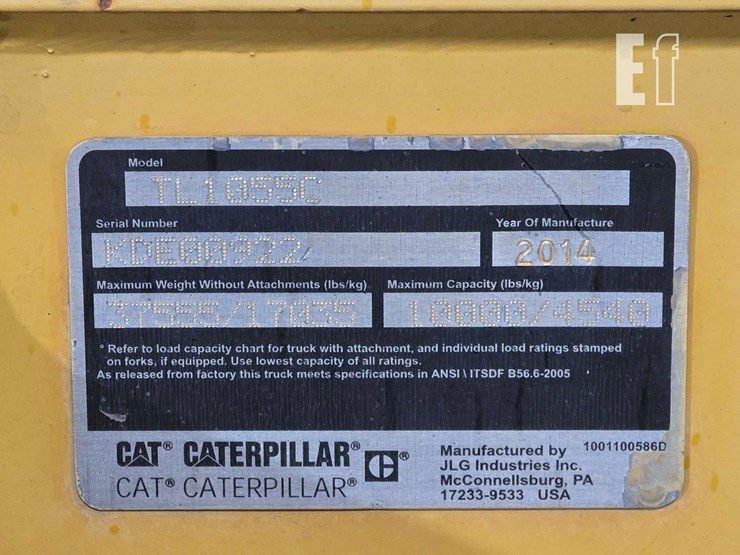 Ef
Model
TL1055C
Serial Number
KDE00922
Year Of Manufacture
2014
Maximum Weight Without Attachments (lbs/kg)
37555/17035
Maximum Capacity (lbs/kg)
10000/4540
° Refer to load capacity chart for truck with attachment, and individual load ratings stamped
on forks, if equipped. Use lowest capacity of all ratings.
As released from factory this truck meets specifications in ANSI \ ITSDF B56.6-2005
CAT® CATERPILLAR® C ®
CAT® CATERPILLAR®
Manufactured by 1001100586D
JLG Industries Inc.
McConnellsburg, PA
17233-9533 USA